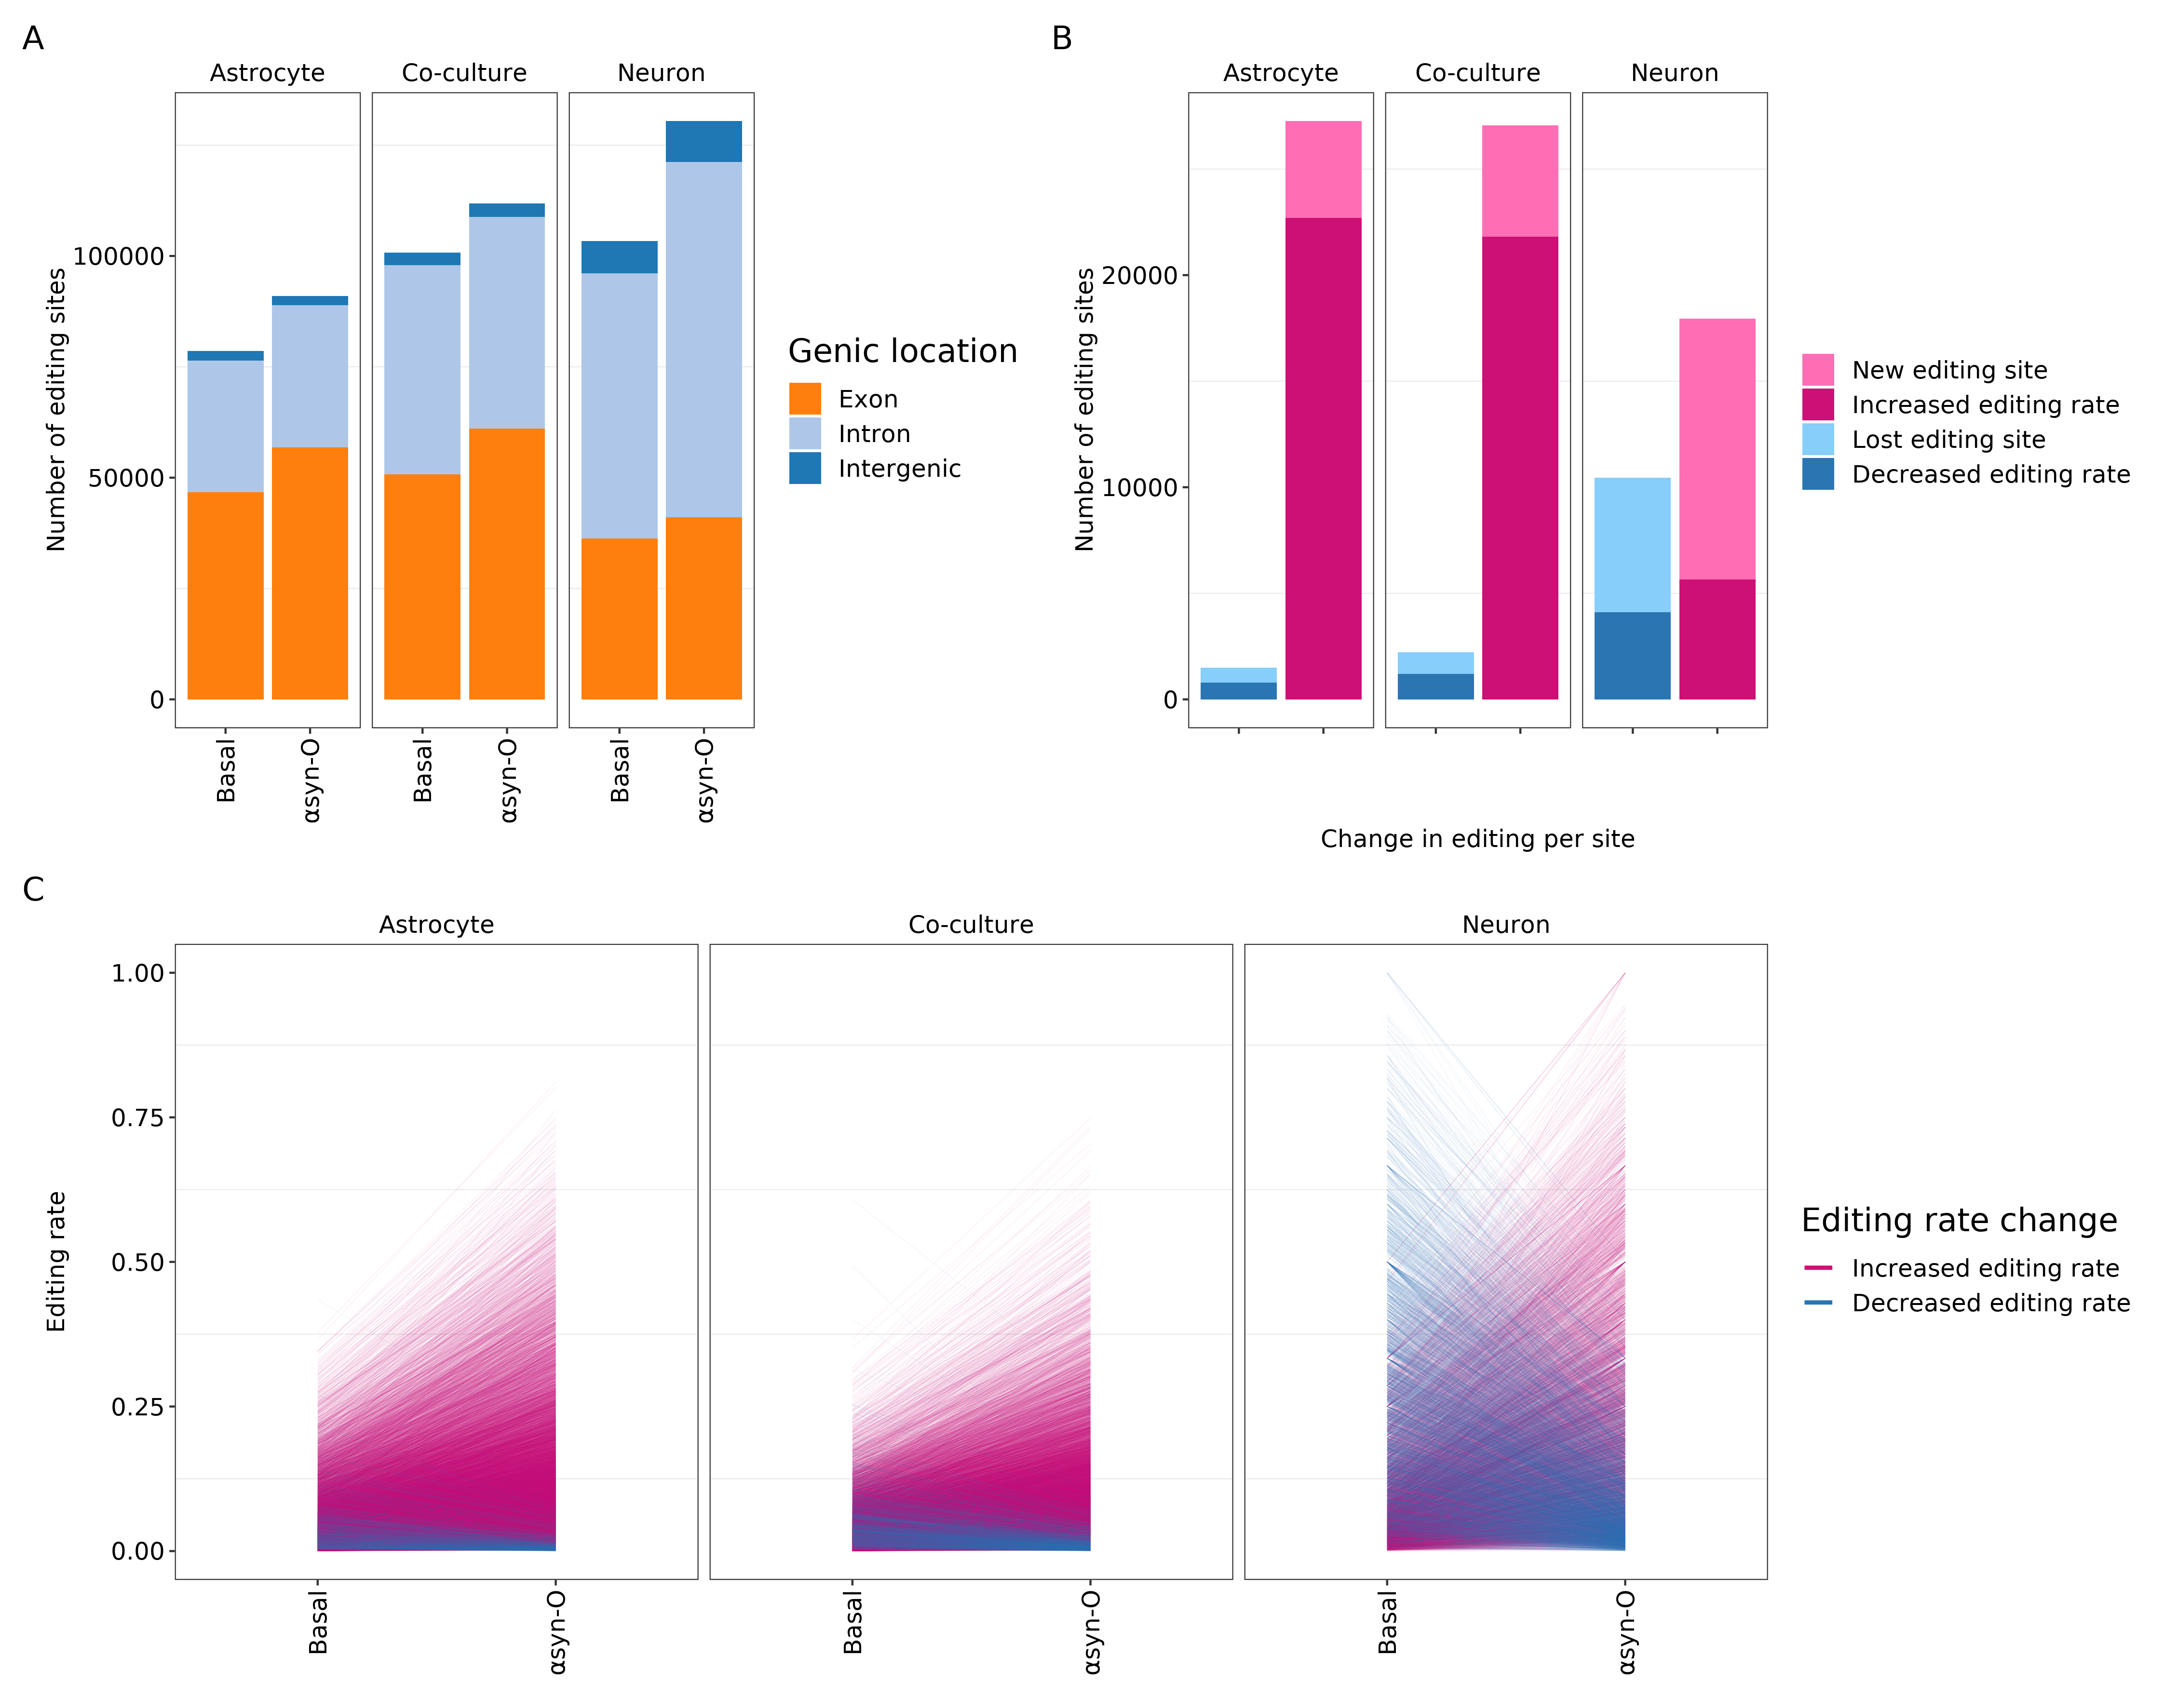 A
Astrocyte
Co-culture
Neuron
Number of editing sites
100000
50000
0
Basal
αsyn-O
Basal
αsyn-O
Basal
αsyn-O
Genic location
Exon
Intron
Intergenic
B
Astrocyte
Co-culture
Neuron
Number of editing sites
20000
10000
0
Change in editing per site
New editing site
Increased editing rate
Lost editing site
Decreased editing rate
C
Astrocyte
Co-culture
Neuron
Editing rate
1.00
0.75
0.50
0.25
0.00
Basal
αsyn-O
Basal
αsyn-O
Basal
αsyn-O
Editing rate change
Increased editing rate
Decreased editing rate